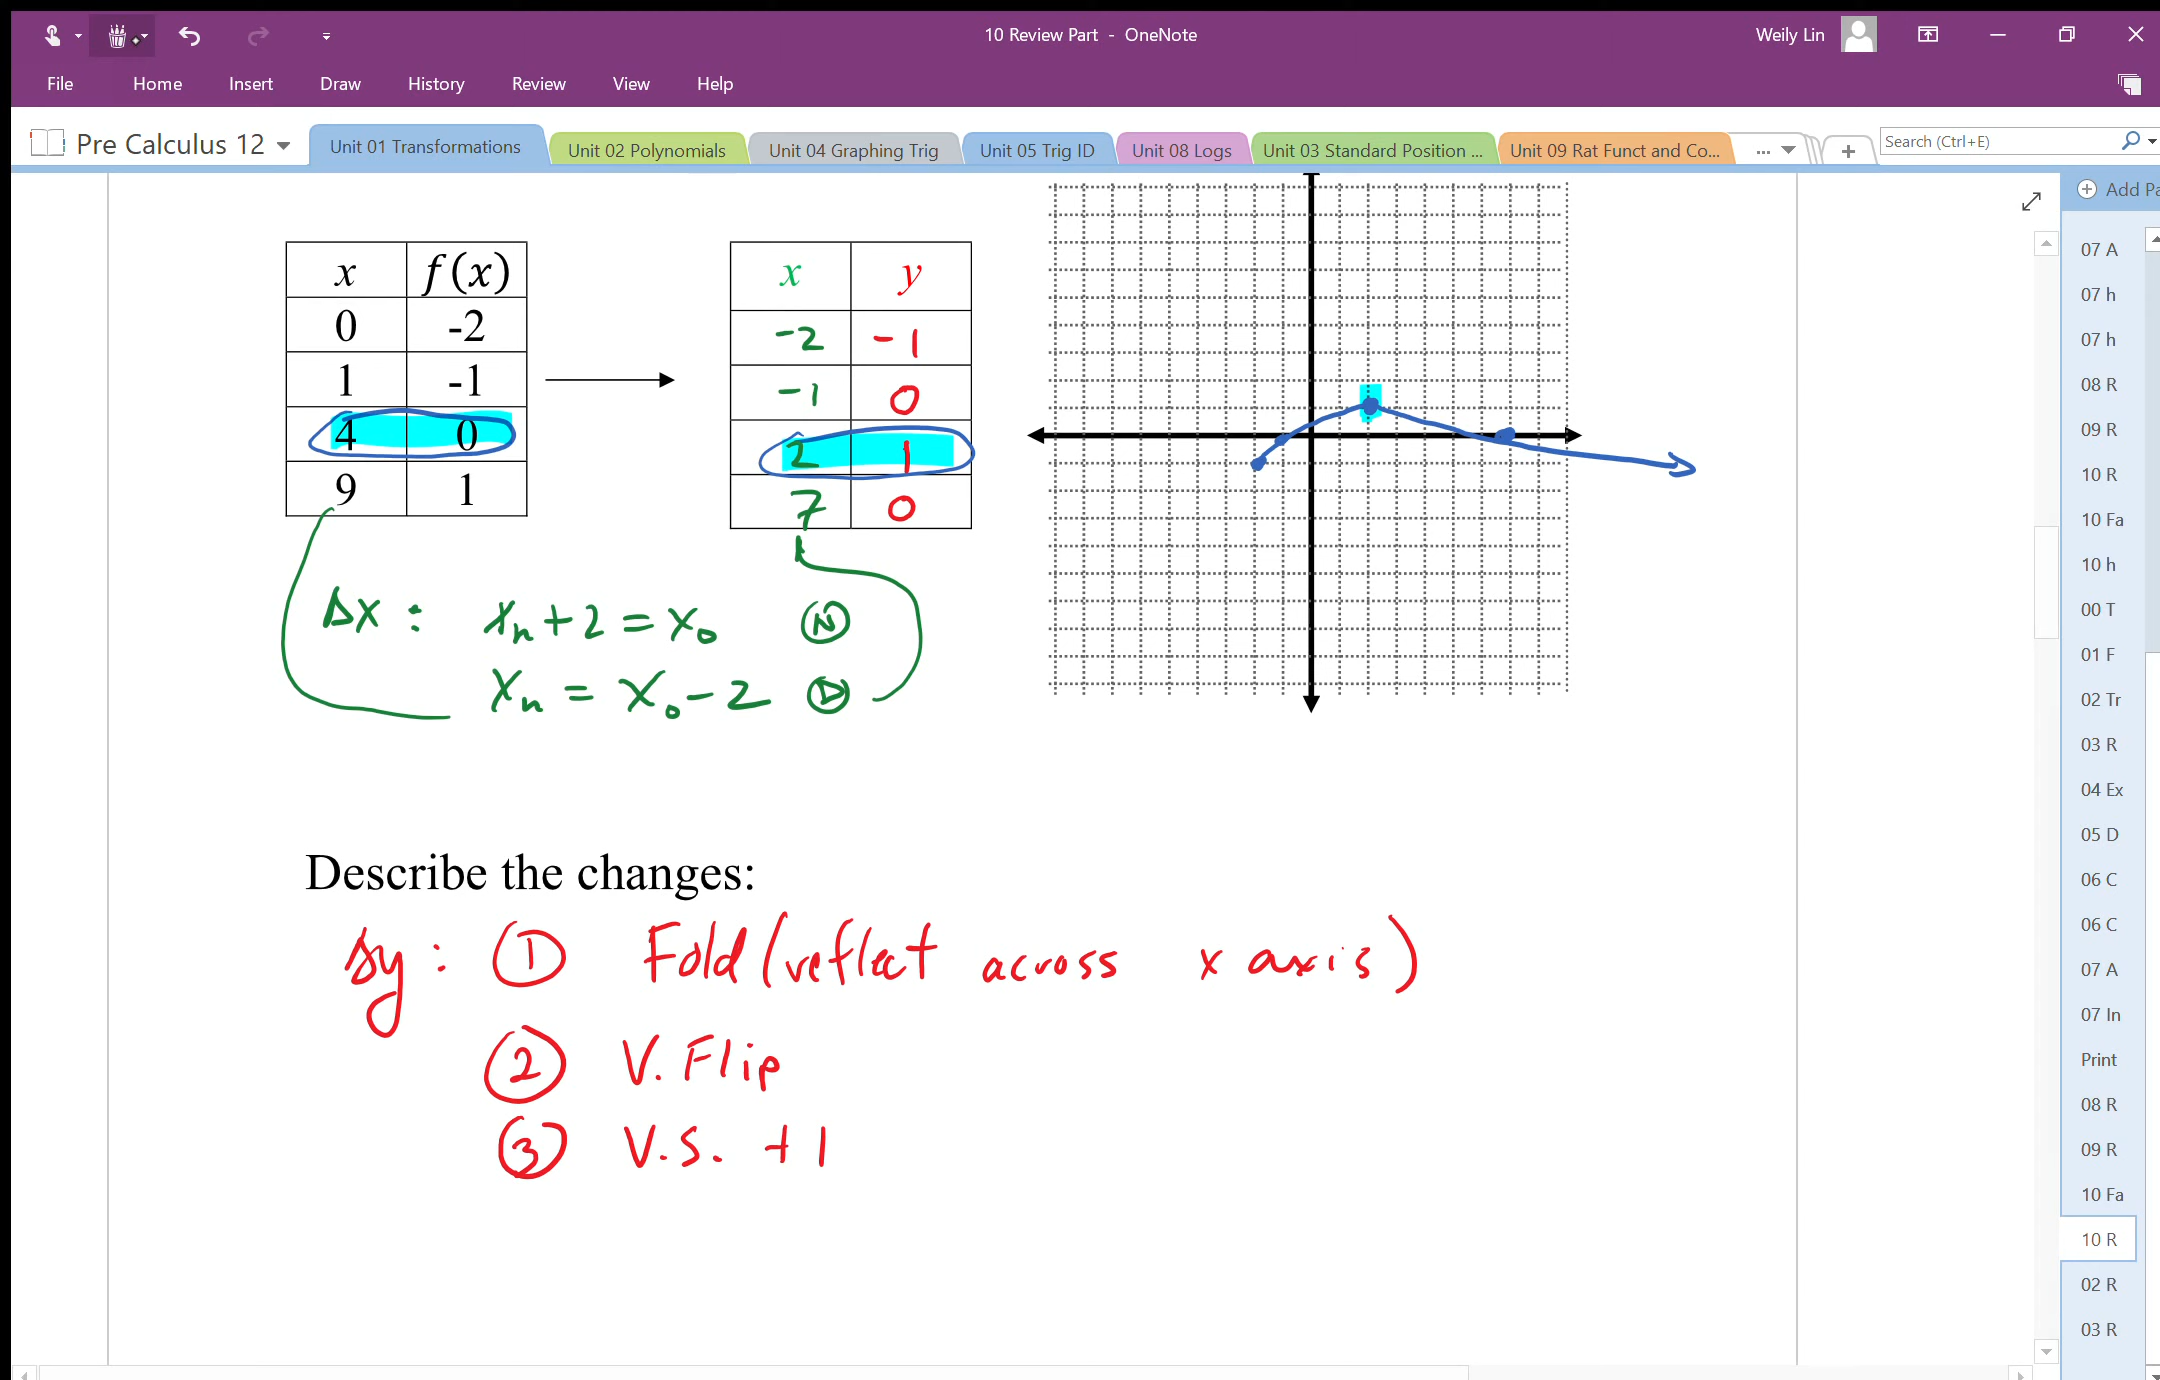 10 Review Part - OneNote
Weily Lin
File Home Insert Draw History Review View Help
Pre Calculus 12
Unit 01 Transformations
Unit 02 Polynomials
Unit 04 Graphing Trig
Unit 05 Trig ID
Unit 08 Logs
Unit 03 Standard Position ...
Unit 09 Rat Funct and Co...
...
+
Search (Ctrl+E)
Add Pa
x f(x)
0 -2
1 -1
4 0
9 1
x y
-2 -1
-1 0
2 1
7 0
Δx : xn + 2 = xo N
xn = xo - 2 D
Describe the changes:
Δy : 1 Fold (reflect across x axis)
2 V. Flip
3 V.S. +1
07 A
07 h
07 h
08 R
09 R
10 R
10 Fa
10 h
00 T
01 F
02 Tr
03 R
04 Ex
05 D
06 C
06 C
07 A
07 In
Print
08 R
09 R
10 Fa
10 R
02 R
03 R